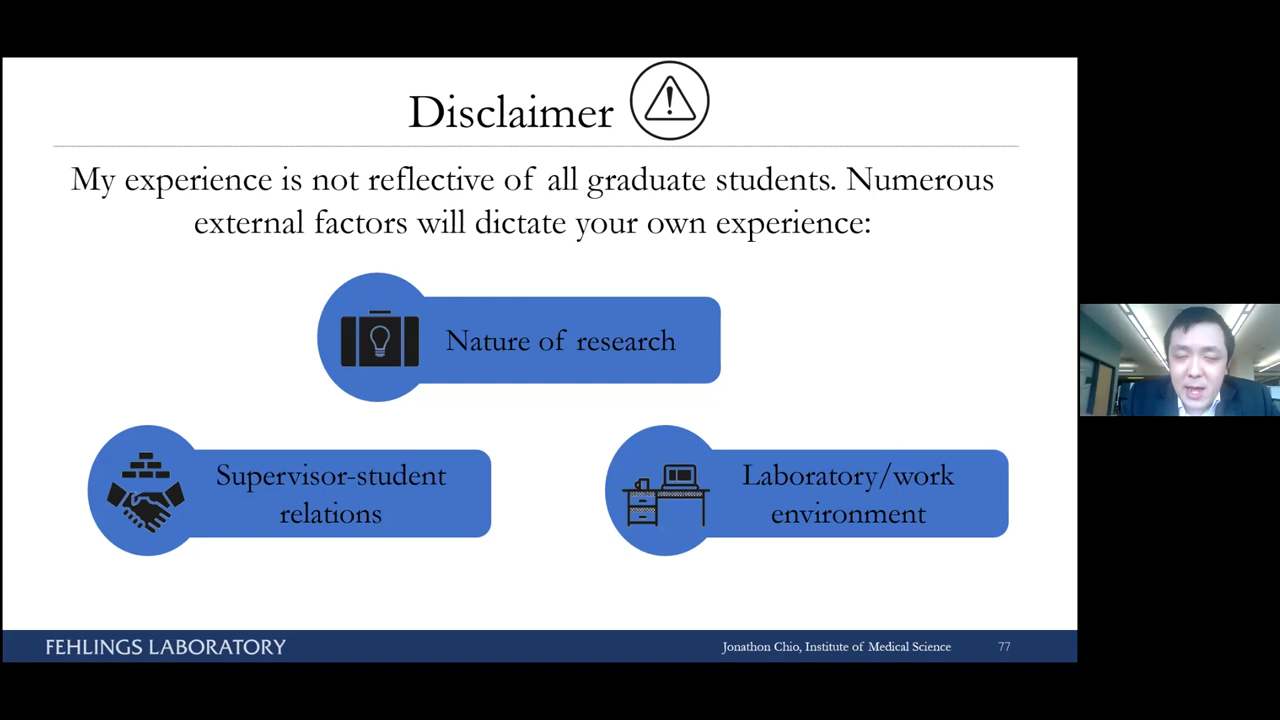 Disclaimer
My experience is not reflective of all graduate students. Numerous
external factors will dictate your own experience:
Nature of research
Supervisor-student
relations
Laboratory/work
environment
FEHLINGS LABORATORY
Jonathon Chio, Institute of Medical Science
77